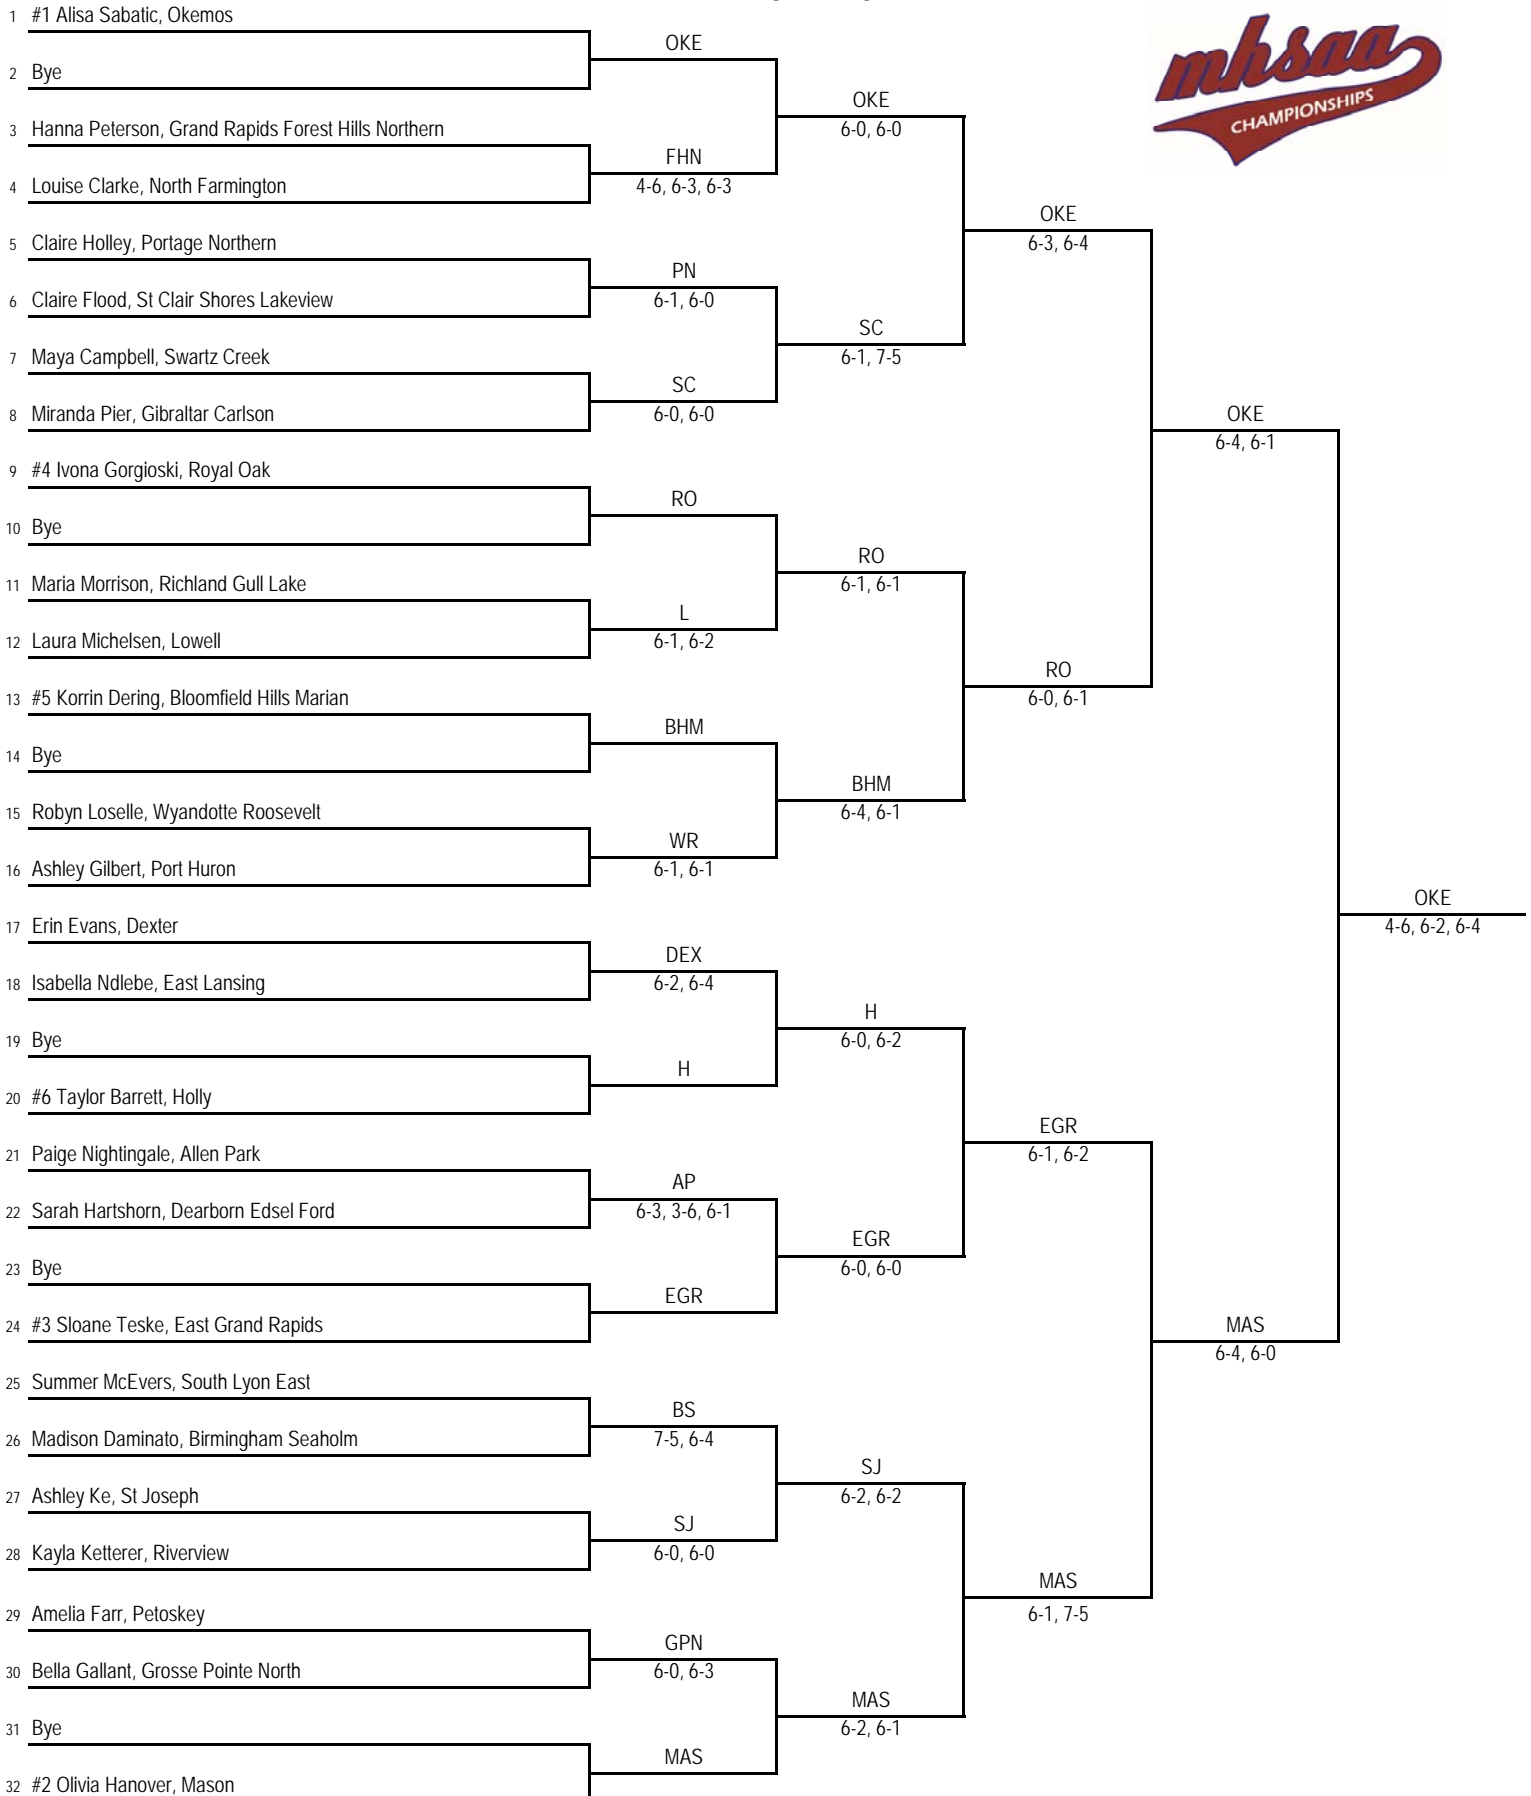 mhsaa
CHAMPIONSHIPS
1 #1 Alisa Sabatic, Okemos
OKE
2 Bye
OKE
6-0, 6-0
3 Hanna Peterson, Grand Rapids Forest Hills Northern
FHN
4-6, 6-3, 6-3
4 Louise Clarke, North Farmington
OKE
6-3, 6-4
5 Claire Holley, Portage Northern
PN
6-1, 6-0
6 Claire Flood, St Clair Shores Lakeview
SC
6-1, 7-5
7 Maya Campbell, Swartz Creek
SC
6-0, 6-0
8 Miranda Pier, Gibraltar Carlson
OKE
6-4, 6-1
9 #4 Ivona Gorgioski, Royal Oak
RO
10 Bye
RO
6-1, 6-1
11 Maria Morrison, Richland Gull Lake
L
6-1, 6-2
12 Laura Michelsen, Lowell
RO
6-0, 6-1
13 #5 Korrin Dering, Bloomfield Hills Marian
BHM
14 Bye
BHM
6-4, 6-1
15 Robyn Loselle, Wyandotte Roosevelt
WR
6-1, 6-1
16 Ashley Gilbert, Port Huron
OKE
4-6, 6-2, 6-4
17 Erin Evans, Dexter
DEX
6-2, 6-4
18 Isabella Ndlebe, East Lansing
H
6-0, 6-2
19 Bye
H
20 #6 Taylor Barrett, Holly
EGR
6-1, 6-2
21 Paige Nightingale, Allen Park
AP
6-3, 3-6, 6-1
22 Sarah Hartshorn, Dearborn Edsel Ford
EGR
6-0, 6-0
23 Bye
EGR
24 #3 Sloane Teske, East Grand Rapids
MAS
6-4, 6-0
25 Summer McEvers, South Lyon East
BS
7-5, 6-4
26 Madison Daminato, Birmingham Seaholm
SJ
6-2, 6-2
27 Ashley Ke, St Joseph
SJ
6-0, 6-0
28 Kayla Ketterer, Riverview
MAS
6-1, 7-5
29 Amelia Farr, Petoskey
GPN
6-0, 6-3
30 Bella Gallant, Grosse Pointe North
MAS
6-2, 6-1
31 Bye
MAS
32 #2 Olivia Hanover, Mason